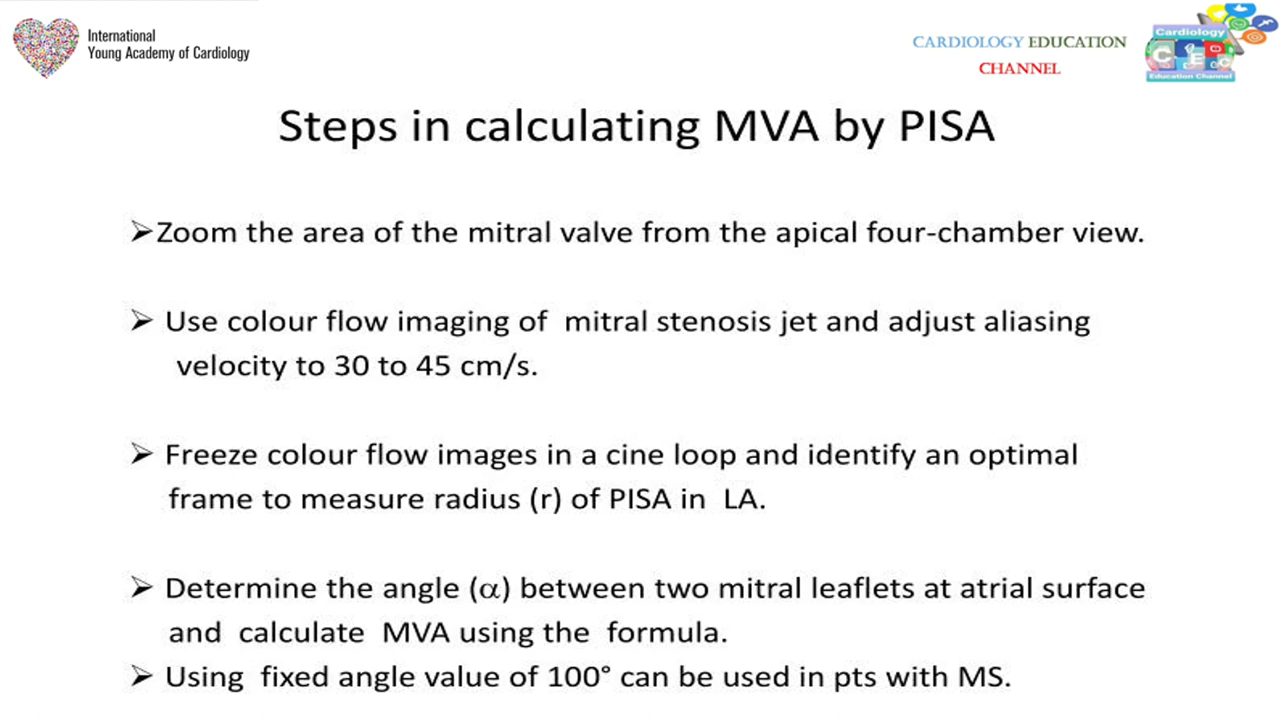 International
Young Academy of Cardiology
CARDIOLOGY EDUCATION
CHANNEL
Cardiology
C E P C
Education Channel
Steps in calculating MVA by PISA
➢Zoom the area of the mitral valve from the apical four-chamber view.
➢ Use colour flow imaging of mitral stenosis jet and adjust aliasing
velocity to 30 to 45 cm/s.
➢ Freeze colour flow images in a cine loop and identify an optimal
frame to measure radius (r) of PISA in LA.
➢ Determine the angle (α) between two mitral leaflets at atrial surface
and calculate MVA using the formula.
➢ Using fixed angle value of 100° can be used in pts with MS.